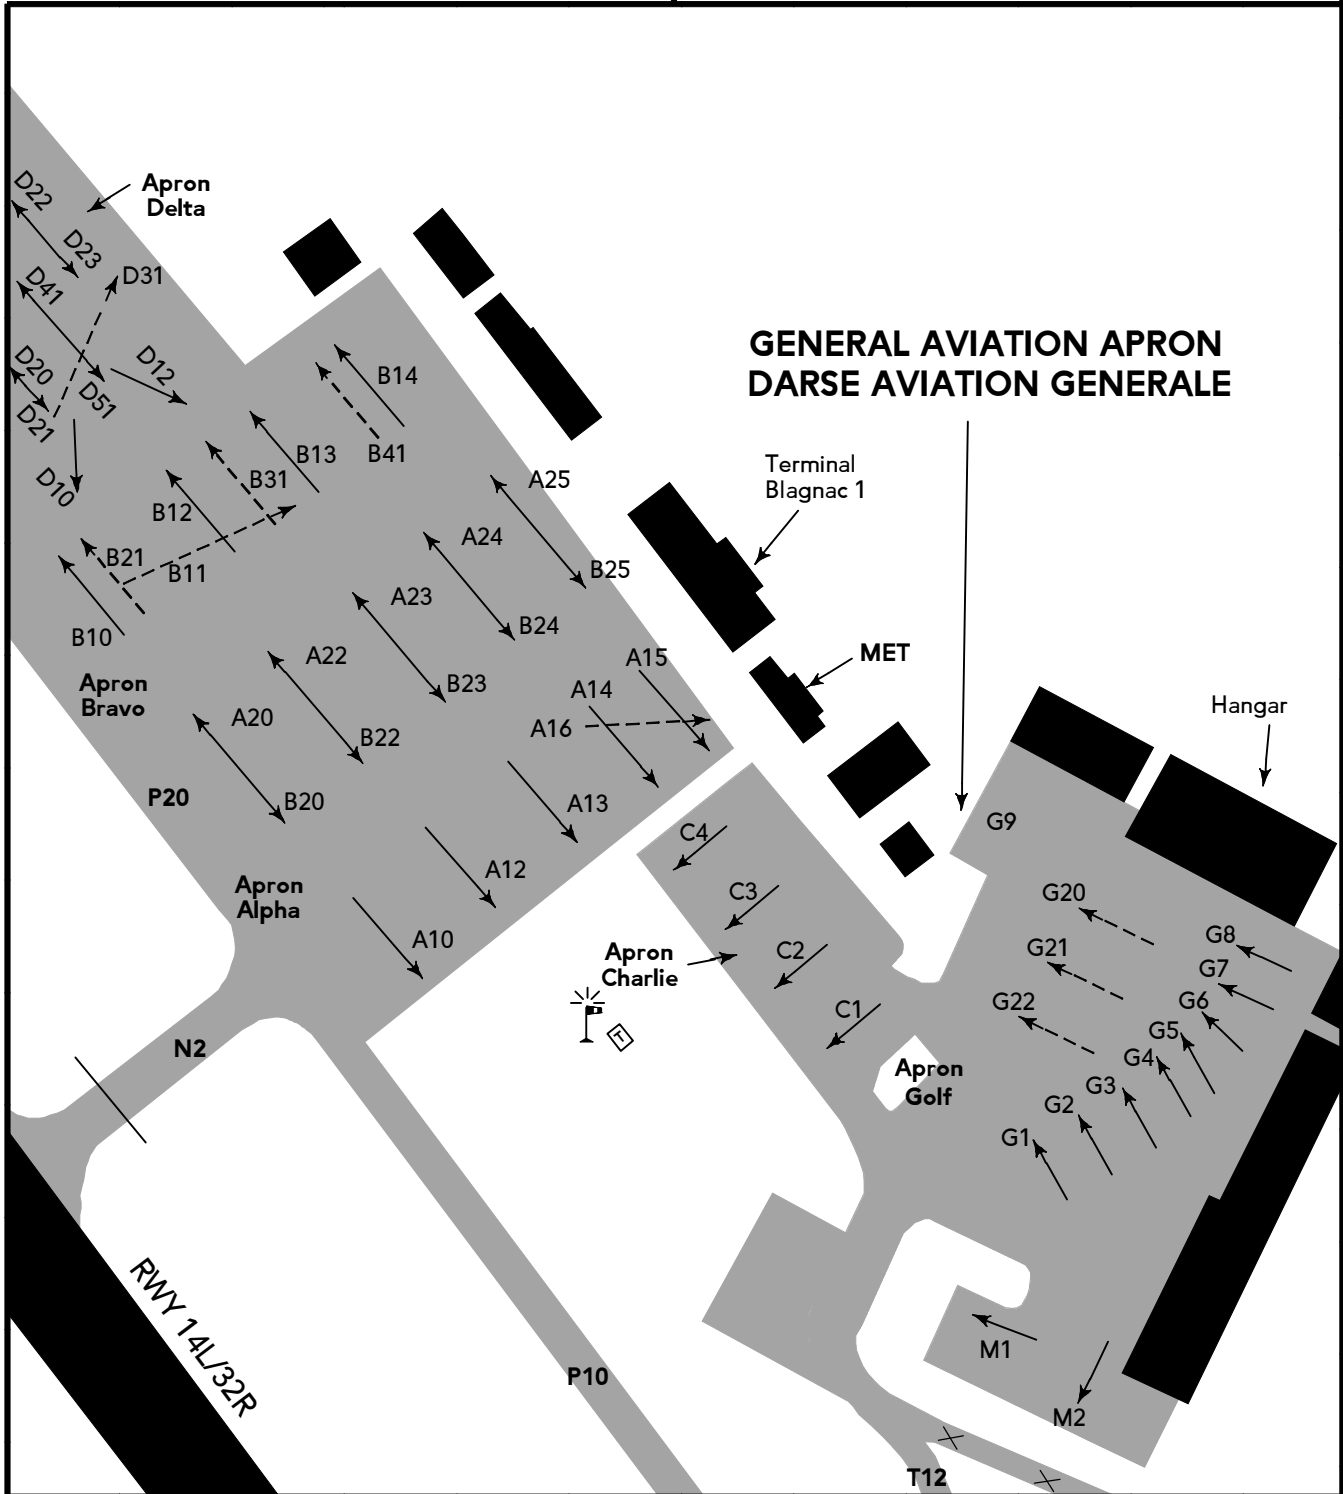 D22
Apron
Delta
D23
D31
D41
D12
D20
D51
D21
D10
B14
B41
B13
B31
B12
B21
B11
B10
GENERAL AVIATION APRON
DARSE AVIATION GENERALE
Terminal
Blagnac 1
A25
A24
B25
A23
B24
A22
B23
A20
B22
B20
A15
A14
A16
A13
A12
A10
MET
Hangar
Apron
Bravo
P20
Apron
Alpha
C4
C3
C2
C1
Apron
Charlie
T
G9
G20
G21
G22
G8
G7
G6
G5
G4
G3
G2
G1
Apron
Golf
N2
RWY 14L/32R
P10
M1
M2
T12